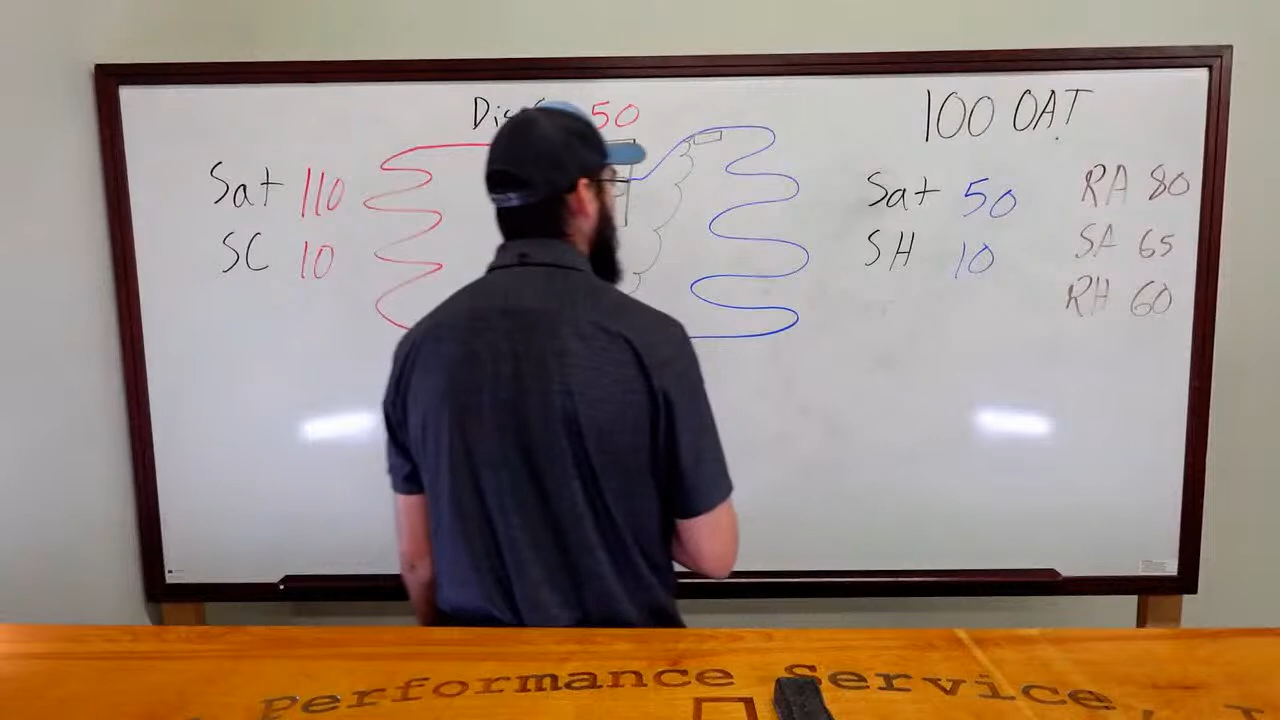 50
100 OAT
Sat 110
SC 10
Sat 50
SH 10
RA 80
SA 65
RH 60
Performance Service,